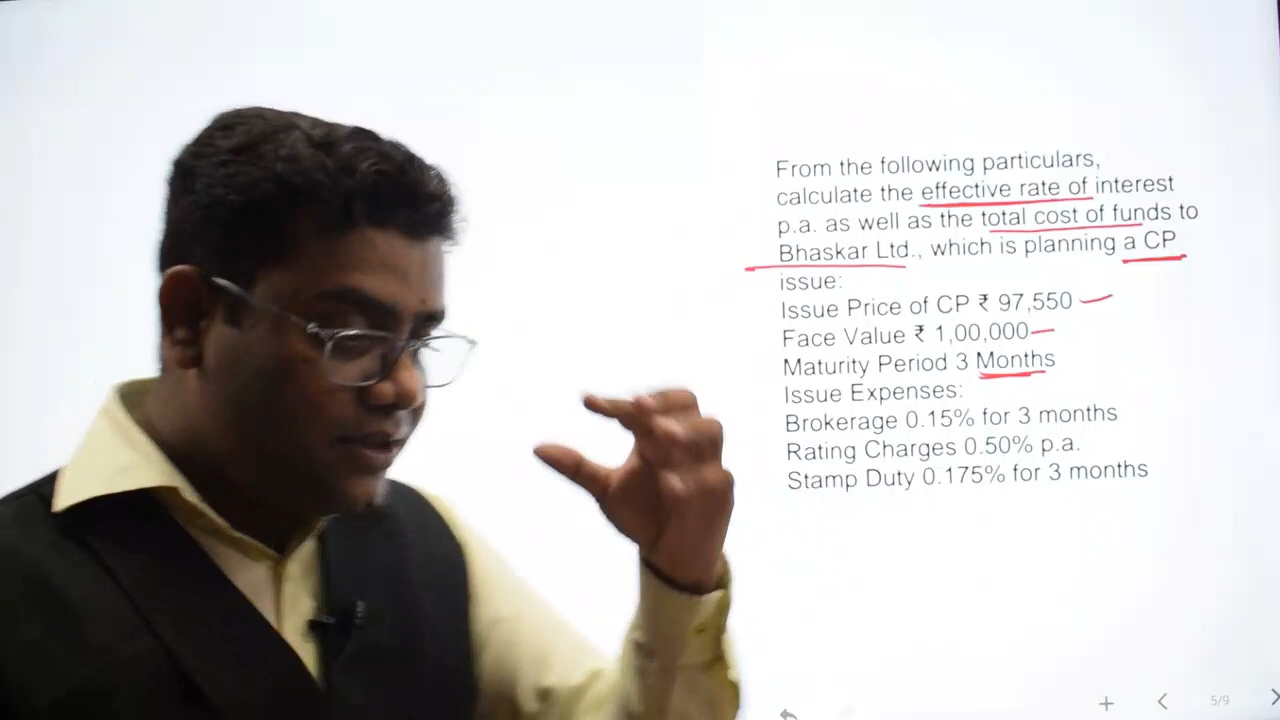 From the following particulars,
calculate the effective rate of interest
p.a. as well as the total cost of funds to
Bhaskar Ltd., which is planning a CP
issue:
Issue Price of CP ₹ 97,550
Face Value ₹ 1,00,000
Maturity Period 3 Months
Issue Expenses:
Brokerage 0.15% for 3 months
Rating Charges 0.50% p.a.
Stamp Duty 0.175% for 3 months
5/9